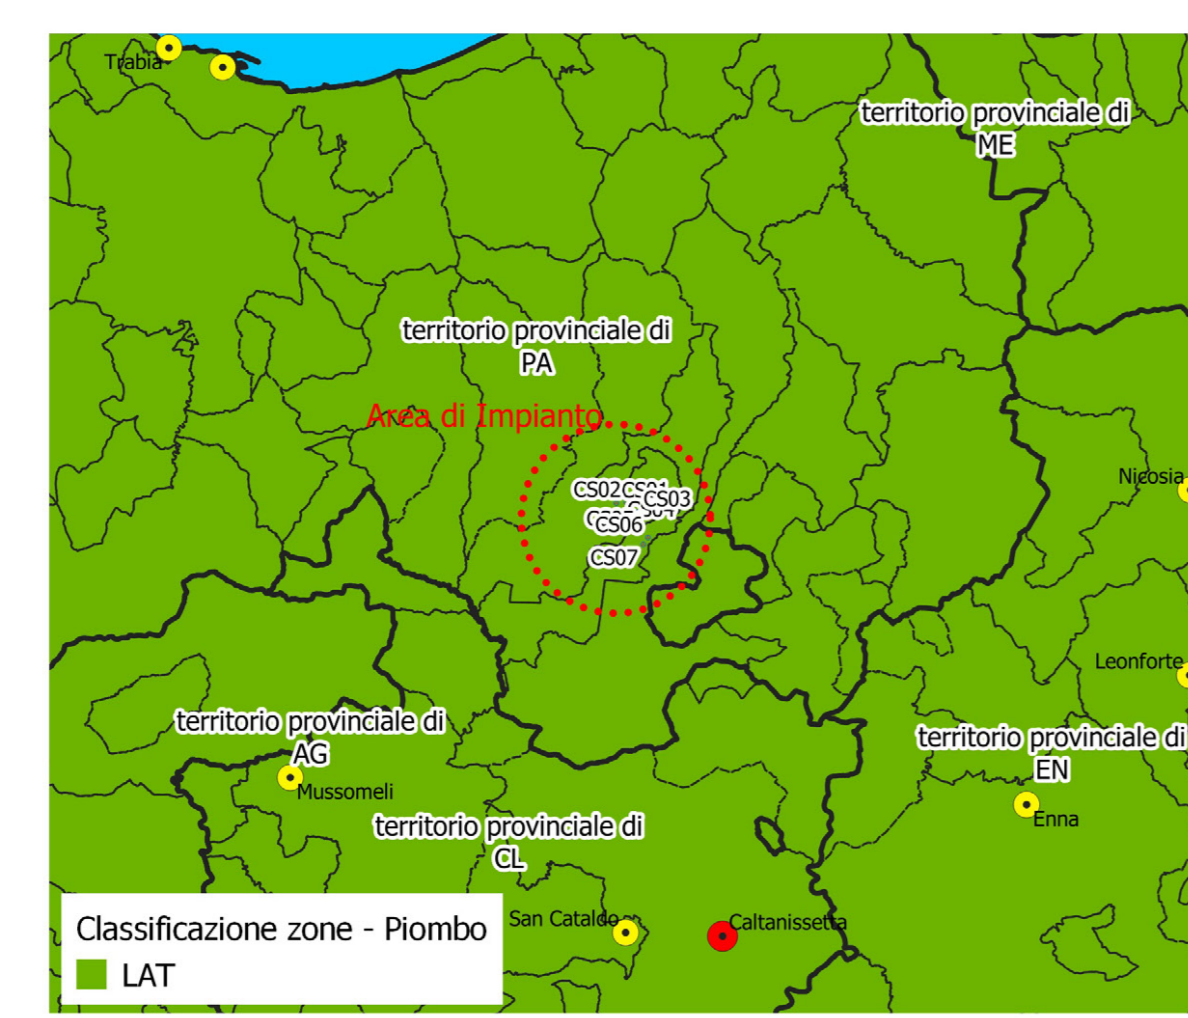 Trabia
territorio provinciale di
ME
territorio provinciale di
PA
Area di Impianto
CS02
CS01
CS03
CS04
CS06
CS07
Nicosia
Leonforte
territorio provinciale di
AG
territorio provinciale di
EN
Mussomeli
Enna
territorio provinciale di
CL
San Cataldo
Caltanissetta
Classificazione zone - Piombo
LAT